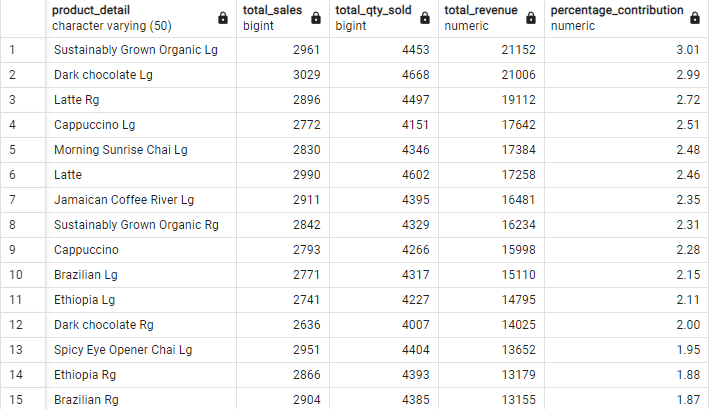 product_detail total_sales total_qty_sold total_revenue percentage_contribution
character varying (50) bigint bigint numeric numeric
1 Sustainably Grown Organic Lg 2961 4453 21152 3.01
2 Dark chocolate Lg 3029 4668 21006 2.99
3 Latte Rg 2896 4497 19112 2.72
4 Cappuccino Lg 2772 4151 17642 2.51
5 Morning Sunrise Chai Lg 2830 4346 17384 2.48
6 Latte 2990 4602 17258 2.46
7 Jamaican Coffee River Lg 2911 4395 16481 2.35
8 Sustainably Grown Organic Rg 2842 4329 16234 2.31
9 Cappuccino 2793 4266 15998 2.28
10 Brazilian Lg 2771 4317 15110 2.15
11 Ethiopia Lg 2741 4227 14795 2.11
12 Dark chocolate Rg 2636 4007 14025 2.00
13 Spicy Eye Opener Chai Lg 2951 4404 13652 1.95
14 Ethiopia Rg 2866 4393 13179 1.88
15 Brazilian Rg 2904 4385 13155 1.87